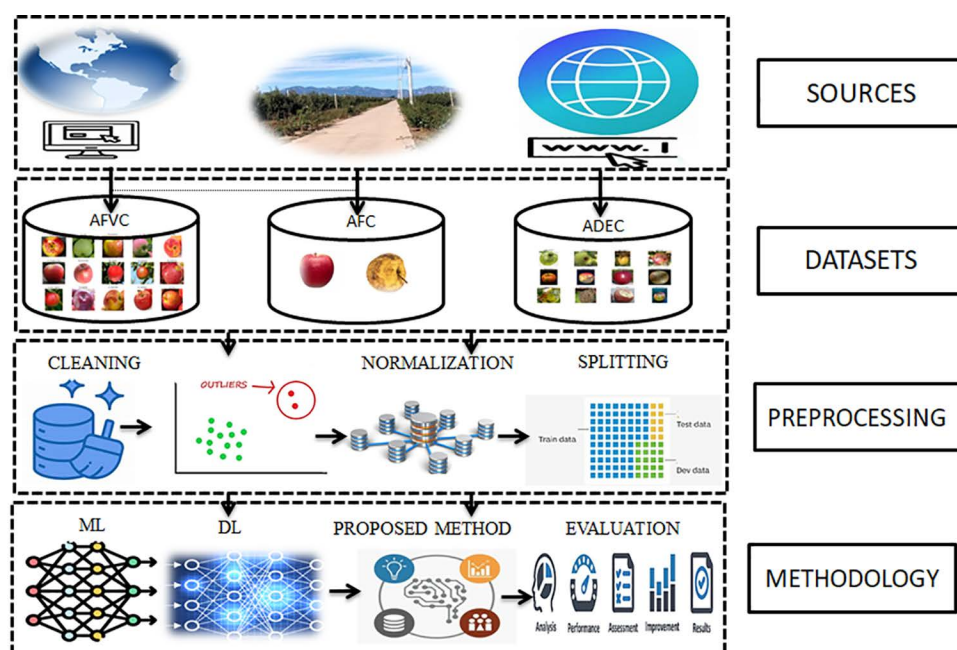 www.
SOURCES
AFVC
AFC
ADEC
DATASETS
CLEANING
NORMALIZATION
SPLITTING
OUTLIERS
Train data
Test data
Dev data
PREPROCESSING
ML
DL
PROPOSED METHOD
EVALUATION
Analysis
Performance
Assessment
Improvement
Results
METHODOLOGY